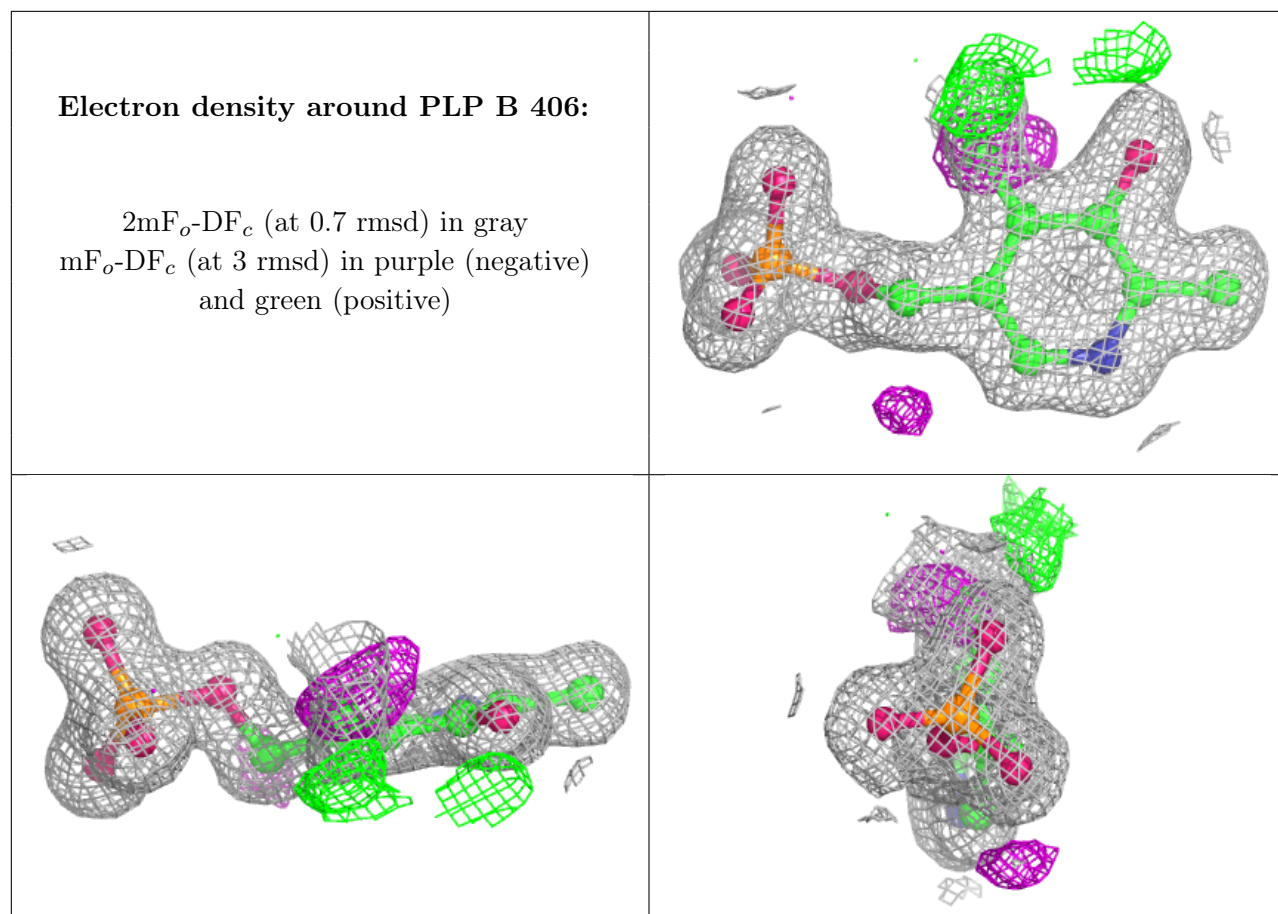 Electron density around PLP B 406:
2mFo-DFc (at 0.7 rmsd) in gray
mFo-DFc (at 3 rmsd) in purple (negative)
and green (positive)